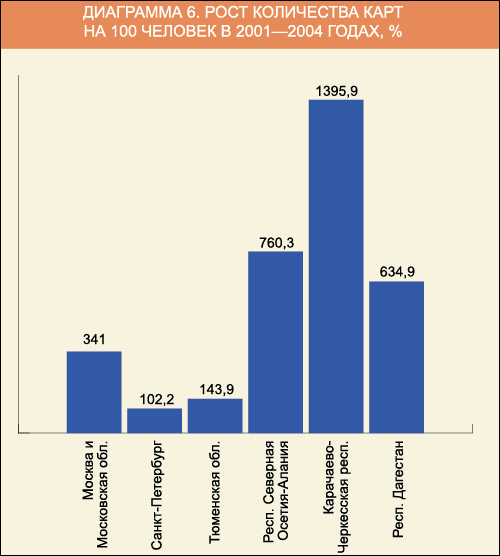 ДИАГРАММА 6. РОСТ КОЛИЧЕСТВА КАРТ
НА 100 ЧЕЛОВЕК В 2001—2004 ГОДАХ, %
341
102,2
143,9
760,3
1395,9
634,9
Москва и
Московская обл.
Санкт-Петербург
Тюменская обл.
Респ. Северная
Осетия-Алания
Карачаево-
Черкесская респ.
Респ. Дагестан